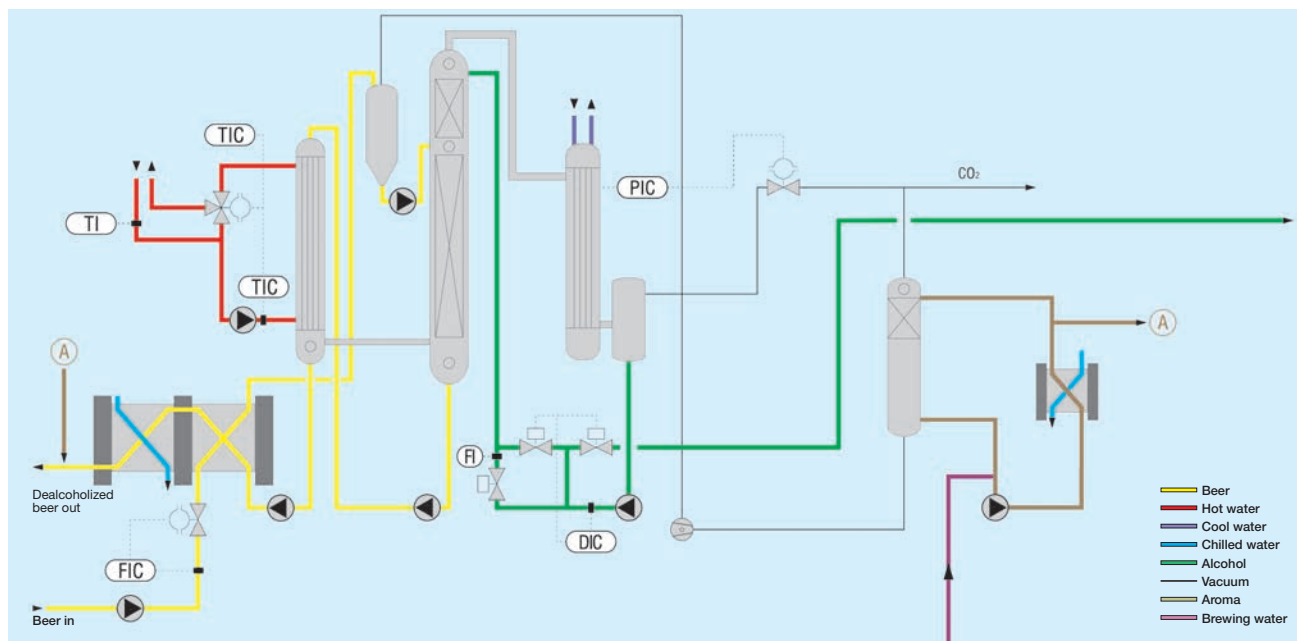 TIC
TI
TIC
PIC
CO₂
A
A
FI
DIC
Dealcoholized
beer out
FIC
Beer in
Beer
Hot water
Cool water
Chilled water
Alcohol
Vacuum
Aroma
Brewing water